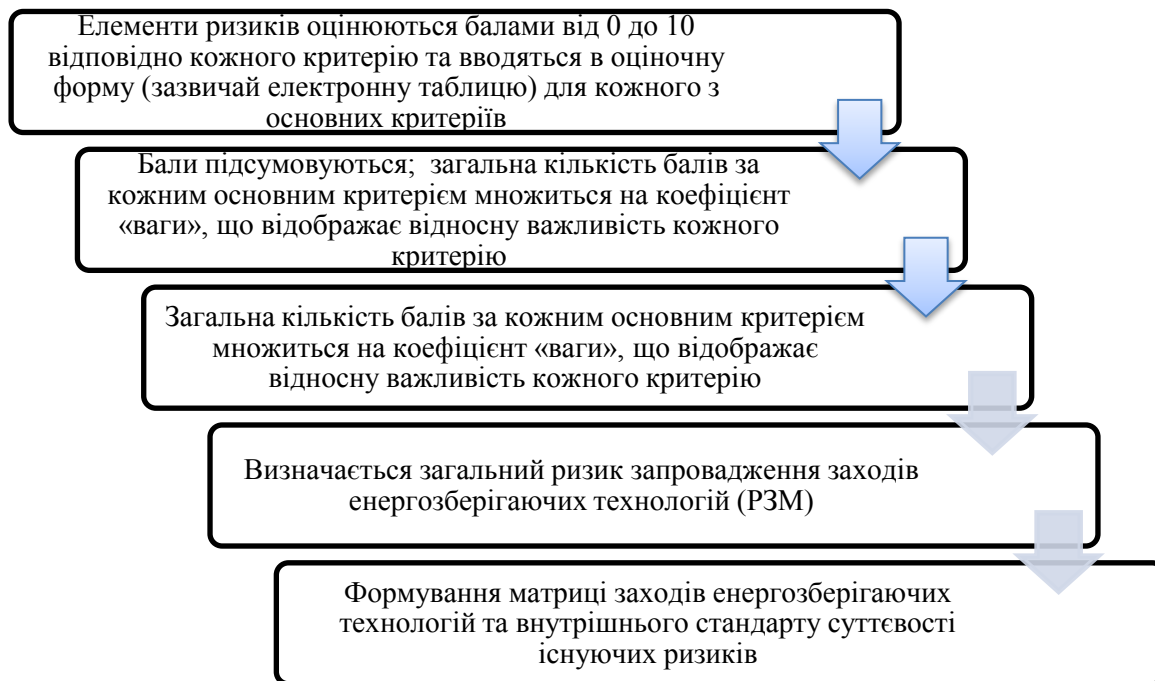 Елементи ризиків оцінюються балами від 0 до 10
відповідно кожного критерію та вводяться в оціночну
форму (зазвичай електронну таблицю) для кожного з
основних критеріїв
Бали підсумовуються;  загальна кількість балів за
кожним основним критерієм множиться на коефіцієнт
«ваги», що відображає відносну важливість кожного
критерію
Загальна кількість балів за кожним основним критерієм
множиться на коефіцієнт «ваги», що відображає
відносну важливість кожного критерію
Визначається загальний ризик запровадження заходів
енергозберігаючих технологій (РЗМ)
Формування матриці заходів енергозберігаючих
технологій та внутрішнього стандарту суттєвості
існуючих ризиків